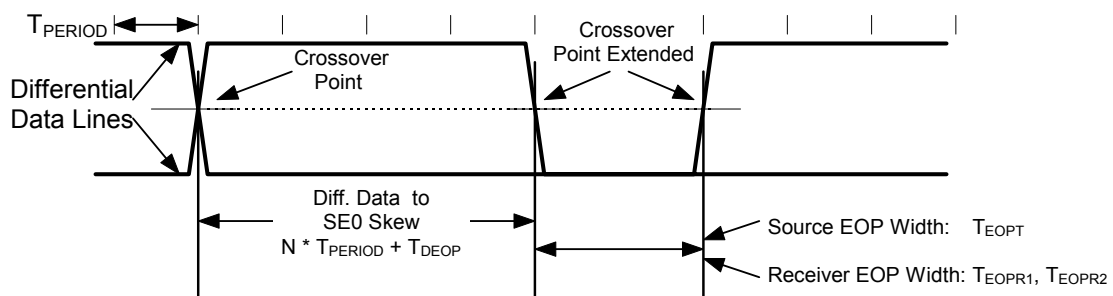 TPERIOD
Crossover
Point
Crossover
Point Extended
Differential
Data Lines
Diff. Data to
SE0 Skew
N * TPERIOD + TDEOP
Source EOP Width: TEOPT
Receiver EOP Width: TEOPR1, TEOPR2